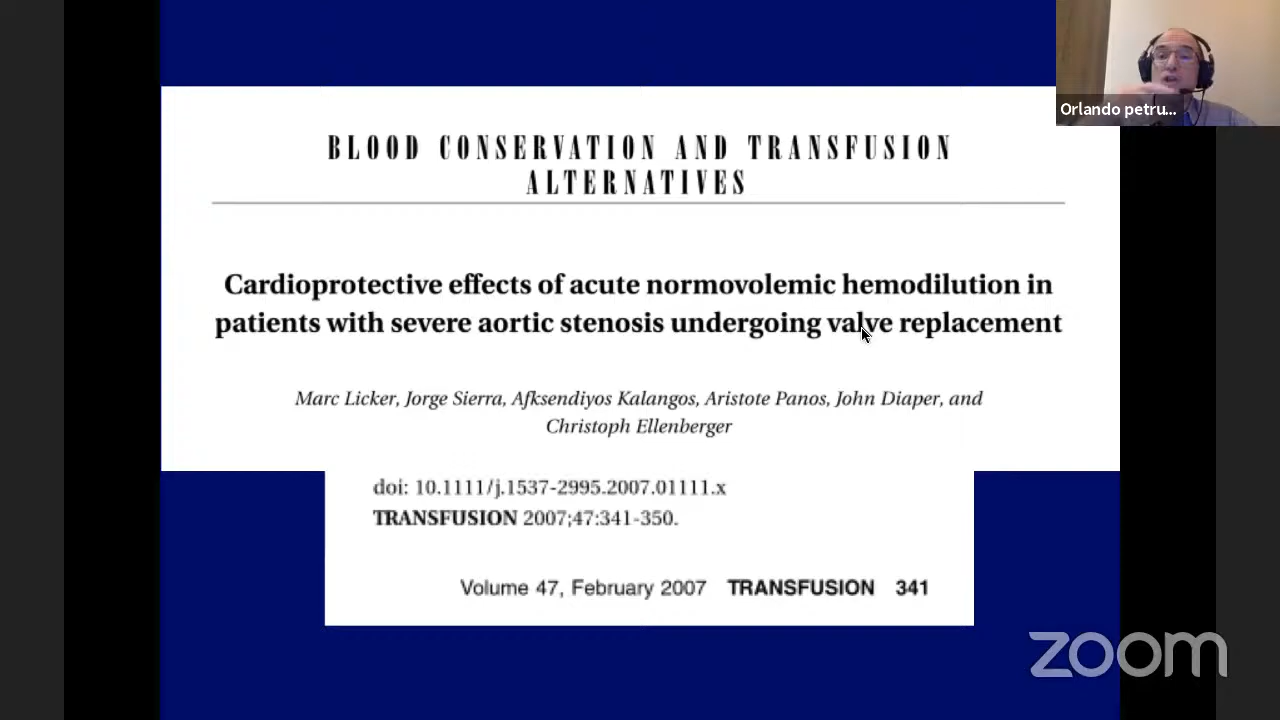 Orlando petru...
BLOOD CONSERVATION AND TRANSFUSION
ALTERNATIVES
Cardioprotective effects of acute normovolemic hemodilution in
patients with severe aortic stenosis undergoing valve replacement
Marc Licker, Jorge Sierra, Afksendiyos Kalangos, Aristote Panos, John Diaper, and
Christoph Ellenberger
doi: 10.1111/j.1537-2995.2007.01111.x
TRANSFUSION 2007;47:341-350.
Volume 47, February 2007 TRANSFUSION 341
zoom